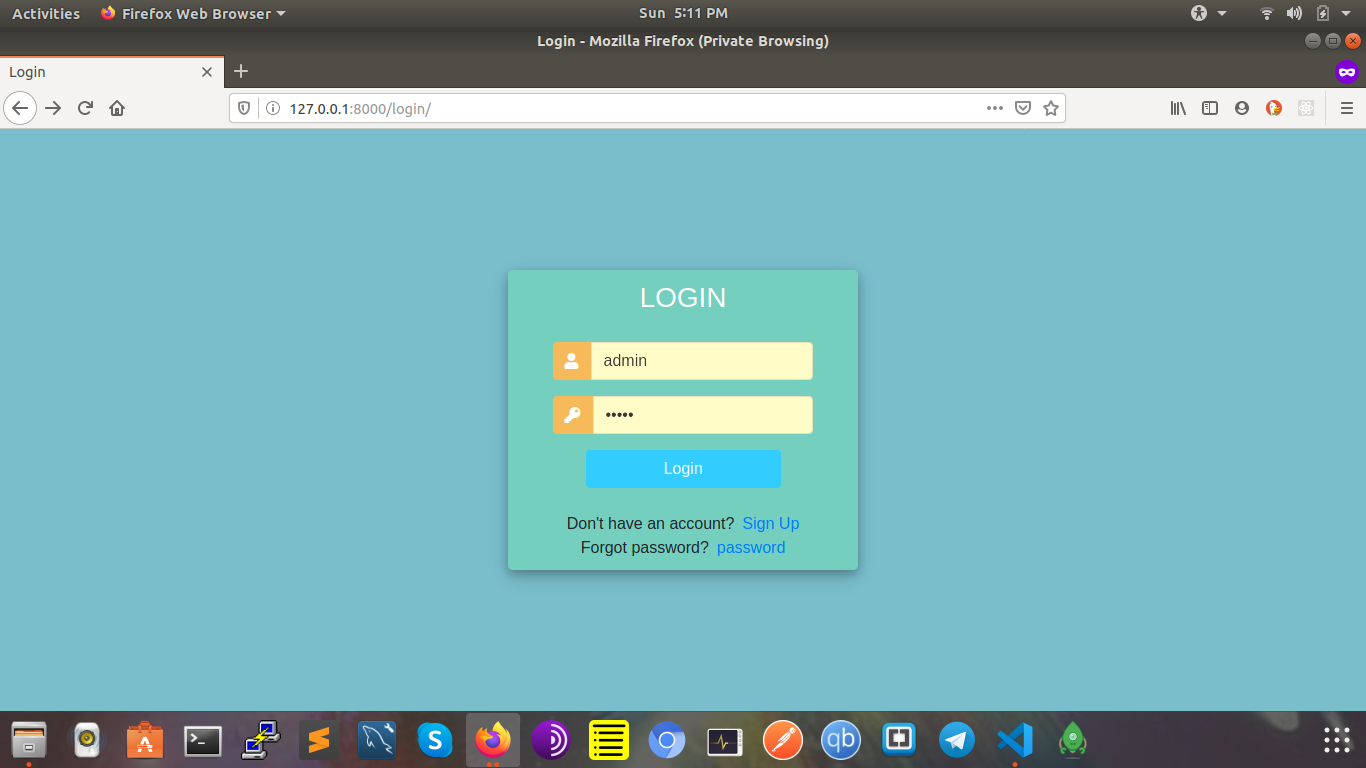 Activities Firefox Web Browser Sun 5:11 PM
Login - Mozilla Firefox (Private Browsing)
Login
127.0.0.1:8000/login/
LOGIN
admin
•••••
Login
Don't have an account? Sign Up
Forgot password? password
S
qb